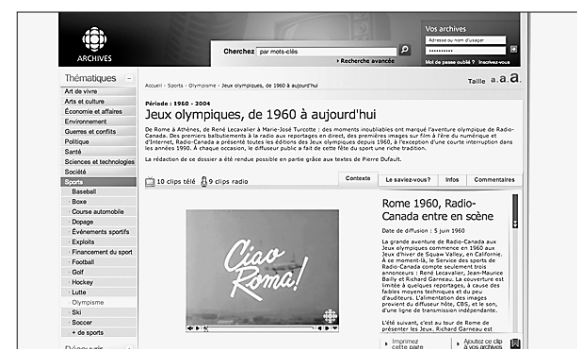 ARCHIVES
Cherchez par mots-clés
Recherche avancée
Vos archives
Adresse ou nom d'usager
Mot de passe oublié ? Inscrivez-vous
Taille a. a. a.
Thématiques
Art de vivre
Arts et culture
Économie et affaires
Environnement
Guerres et conflits
Politique
Santé
Sciences et technologies
Société
Sports
Baseball
Boxe
Course automobile
Dopage
Événements sportifs
Exploits
Financement du sport
Football
Golf
Hockey
Lutte
Olympisme
Ski
Soccer
+ de sports
Découvrir
Accueil - Sports - Olympisme - Jeux olympiques, de 1960 à aujourd'hui
Période : 1960 - 2004
Jeux olympiques, de 1960 à aujourd'hui
De Rome à Athènes, de René Lecavalier à Marie-José Turcotte : des moments inoubliables ont marqué l'aventure olympique de Radio-
Canada. Des premiers balbutiements à la radio aux reportages en direct, des premières images sur film à l'ère du numérique et
d'Internet, Radio-Canada a présenté toutes les éditions des Jeux olympiques depuis 1960, à l'exception d'une courte interruption dans
les années 1990. À chaque occasion, le diffuseur public a fait de cette fête du sport une riche tradition.
La rédaction de ce dossier a été rendue possible en partie grâce aux textes de Pierre Dufault.
10 clips télé 9 clips radio
Contexte Le saviez-vous? Infos Commentaires
Ciao
Roma!
Rome 1960, Radio-
Canada entre en scène
Date de diffusion : 5 juin 1960
La grande aventure de Radio-Canada aux
Jeux olympiques commence en 1960 aux
Jeux d'hiver de Squaw Valley, en Californie.
À ce moment-là, le Service des sports de
Radio-Canada compte seulement trois
annonceurs : René Lecavalier, Jean-Maurice
Bailly et Richard Garneau. La couverture est
limitée à quelques reportages, à cause des
faibles moyens techniques et du peu
d'auditeurs. L'alimentation des images
provient du diffuseur hôte, CBS, et le son,
d'une ligne de transmission indépendante.
L'été suivant, c'est au tour de Rome de
présenter les Jeux. Richard Garneau est
Imprimez
cette page
Ajoutez ce clip
à vos archives